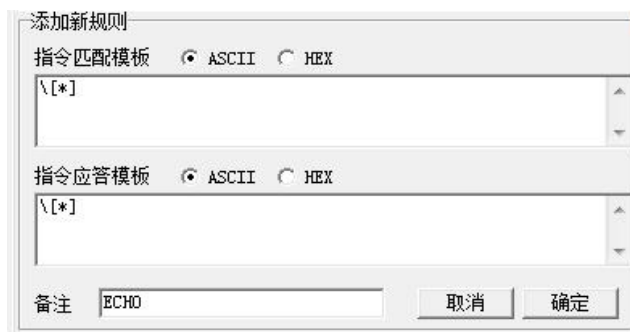 添加新规则
指令匹配模板 ASCII HEX
\[*]
指令应答模板 ASCII HEX
\[*]
备注 ECHO 取消 确定